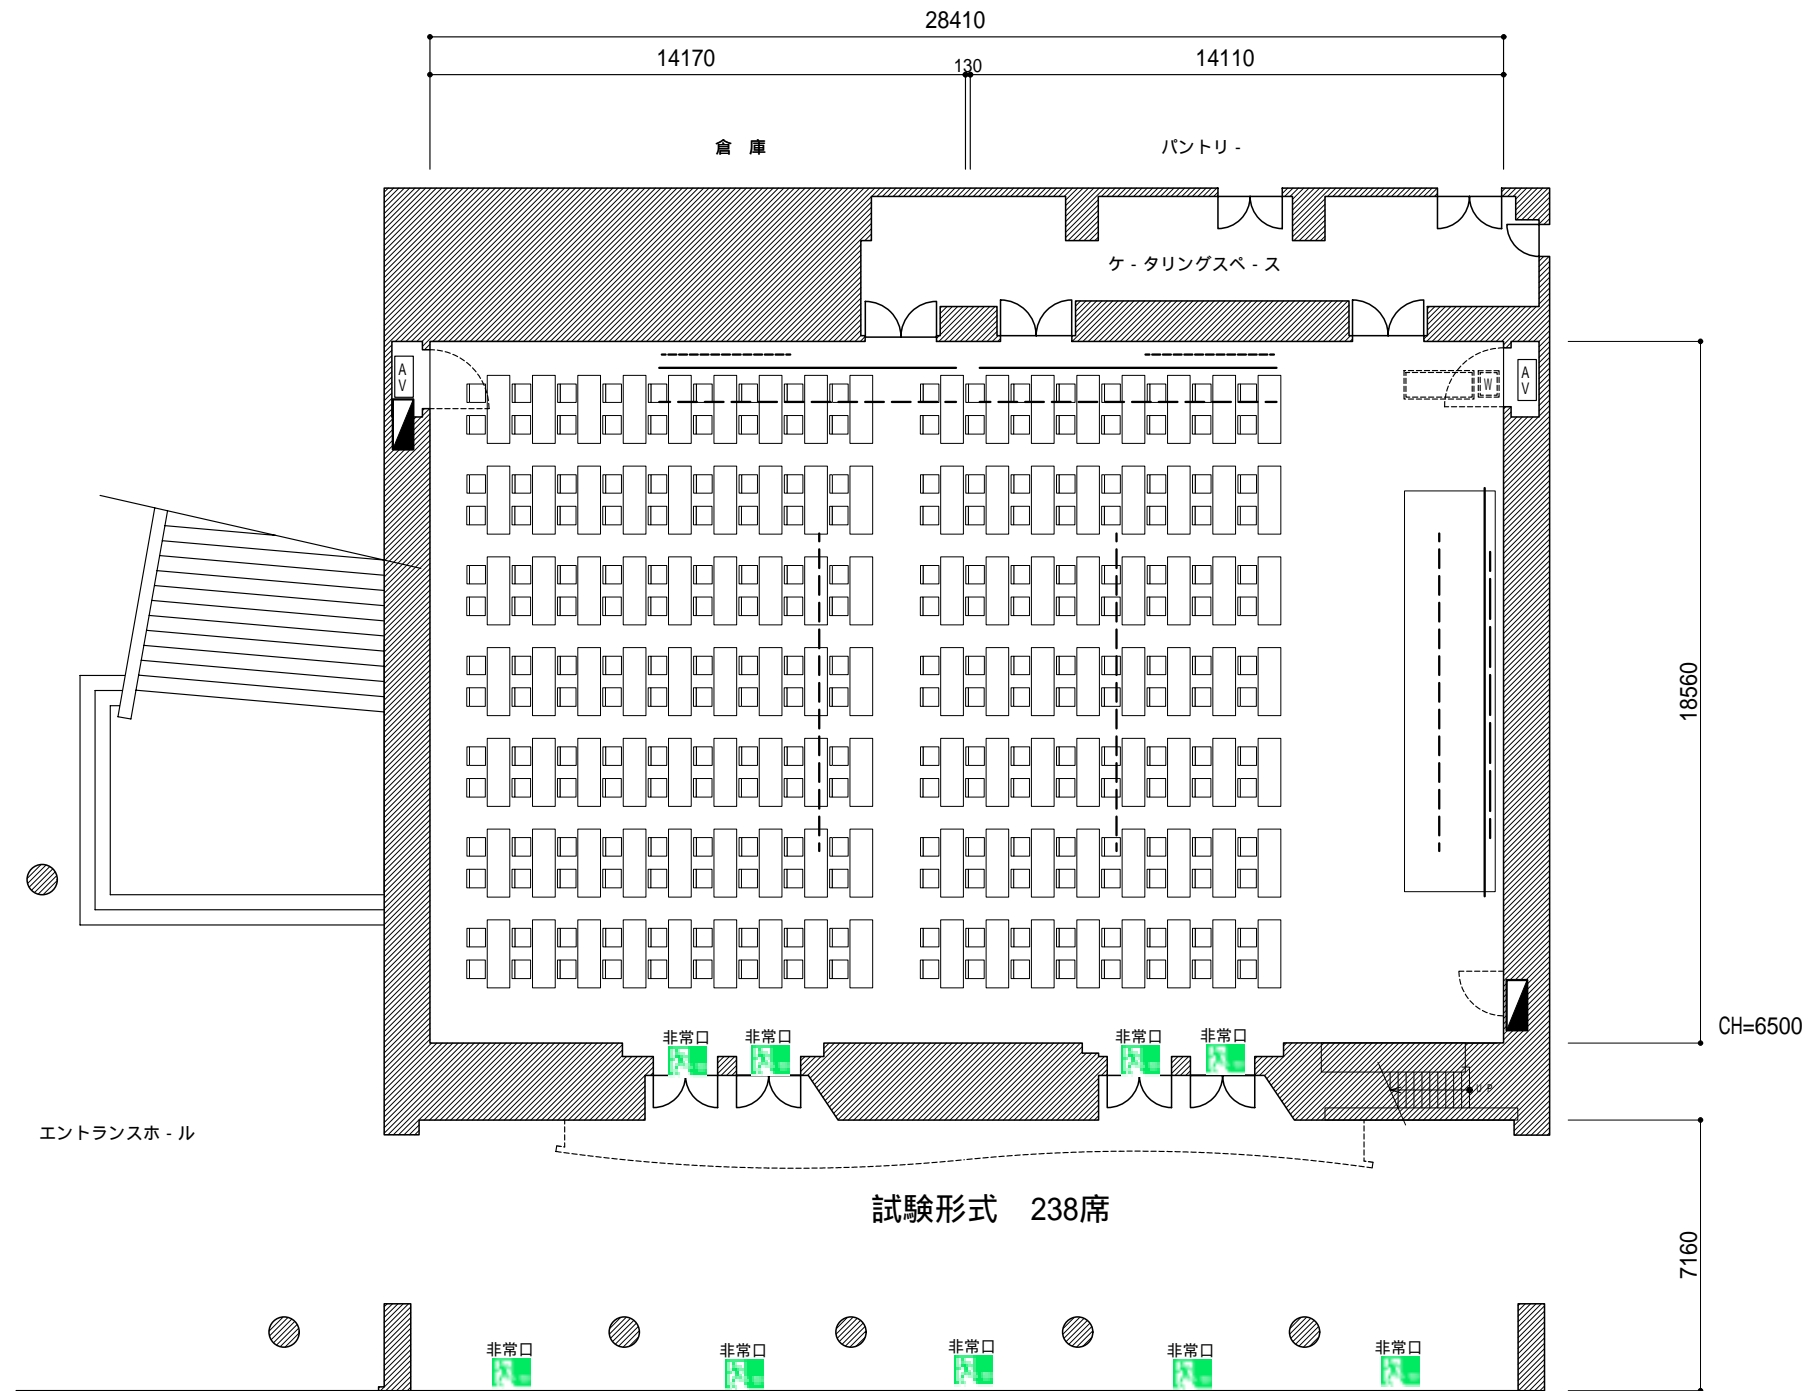 28410
14170
130
14110
倉 庫
パントリ-
ケ-タリングスペ-ス
AV
W
AV
18560
CH=6500
非常口
非常口
非常口
非常口
UP
エントランスホ-ル
試験形式 238席
7160
非常口
非常口
非常口
非常口
非常口